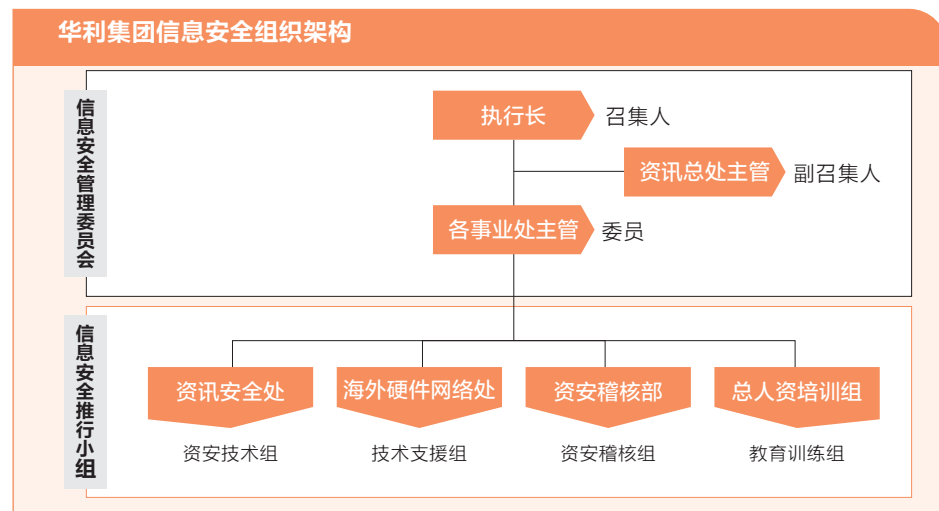 华利集团信息安全组织架构
信息安全管理委员会
执行长
召集人
资讯总处主管
副召集人
各事业处主管
委员
信息安全推行小组
资讯安全处
海外硬件网络处
资安稽核部
总人资培训组
资安技术组
技术支援组
资安稽核组
教育训练组